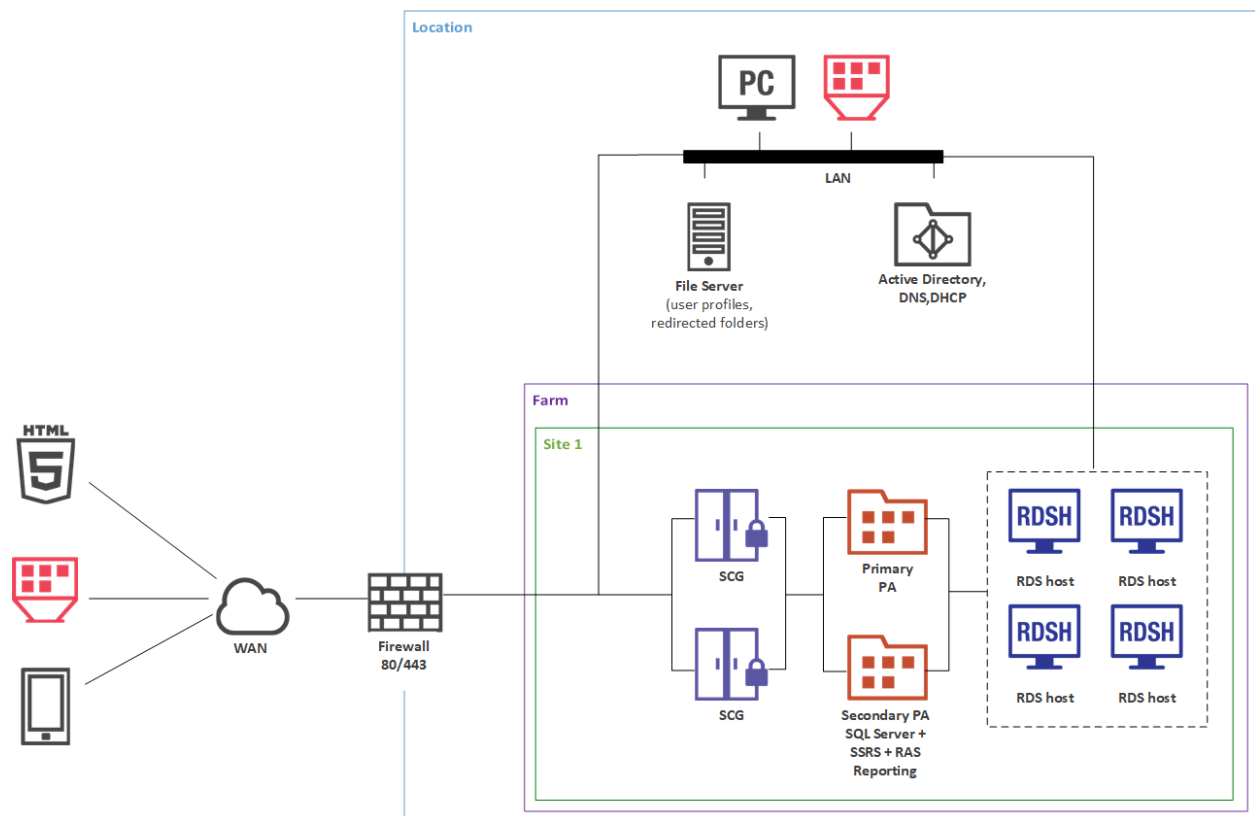 Location
PC
LAN
File Server
(user profiles,
redirected folders)
Active Directory,
DNS,DHCP
Farm
Site 1
HTML
5
WAN
Firewall
80/443
SCG
SCG
Primary
PA
Secondary PA
SQL Server +
SSRS + RAS
Reporting
RDSH
RDS host
RDSH
RDS host
RDSH
RDS host
RDSH
RDS host